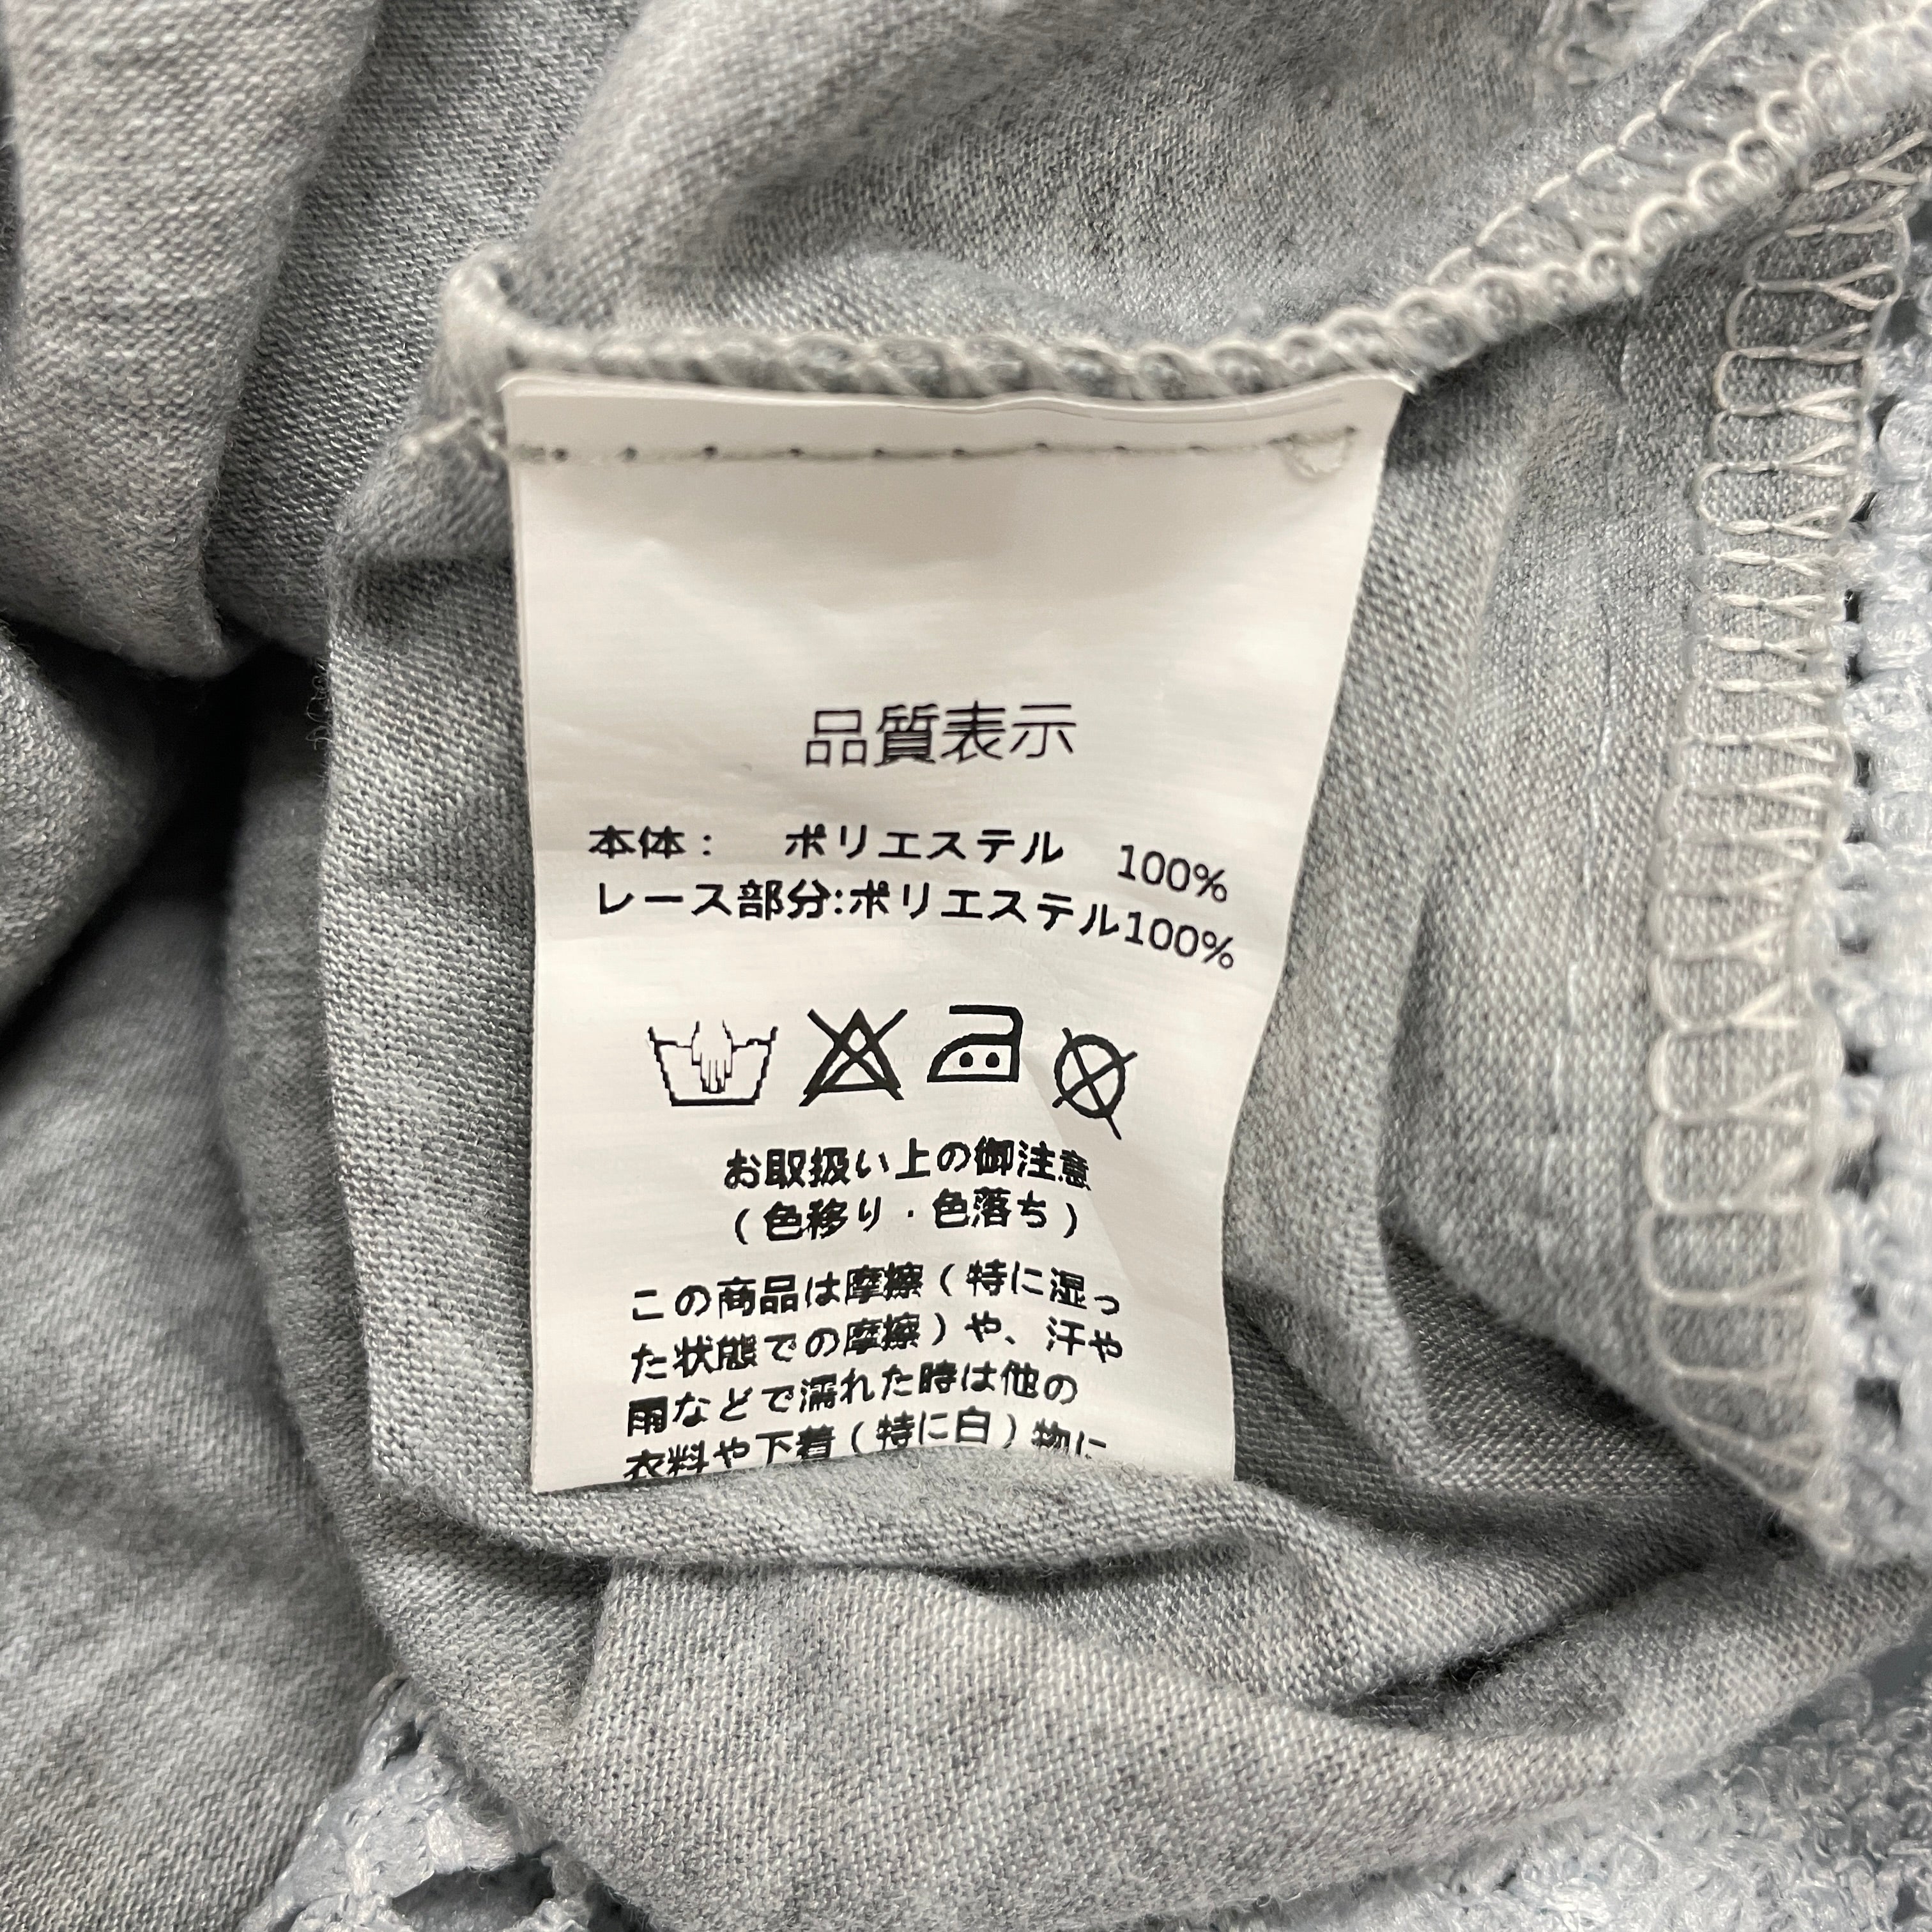 品質表示
本体： ポリエステル 100%
レース部分:ポリエステル100%
お取扱い上の御注意
（色移り・色落ち）
この商品は摩擦（特に湿っ
た状態での摩擦）や、汗や
雨などで濡れた時は他の
衣料や下着（特に白）物に